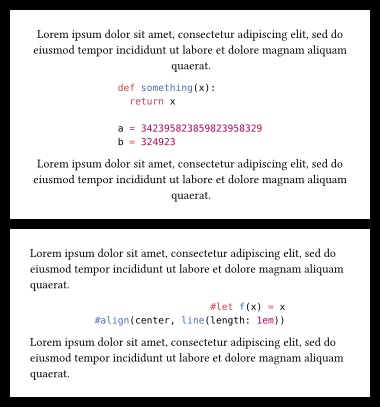 Lorem ipsum dolor sit amet, consectetur adipiscing elit, sed do
eiusmod tempor incididunt ut labore et dolore magnam aliquam
quaerat.
def something(x):
  return x
a = 342395823859823958329
b = 324923
Lorem ipsum dolor sit amet, consectetur adipiscing elit, sed do
eiusmod tempor incididunt ut labore et dolore magnam aliquam
quaerat.
Lorem ipsum dolor sit amet, consectetur adipiscing elit, sed do
eiusmod tempor incididunt ut labore et dolore magnam aliquam
quaerat.
#let f(x) = x
#align(center, line(length: 1em))
Lorem ipsum dolor sit amet, consectetur adipiscing elit, sed do
eiusmod tempor incididunt ut labore et dolore magnam aliquam
quaerat.